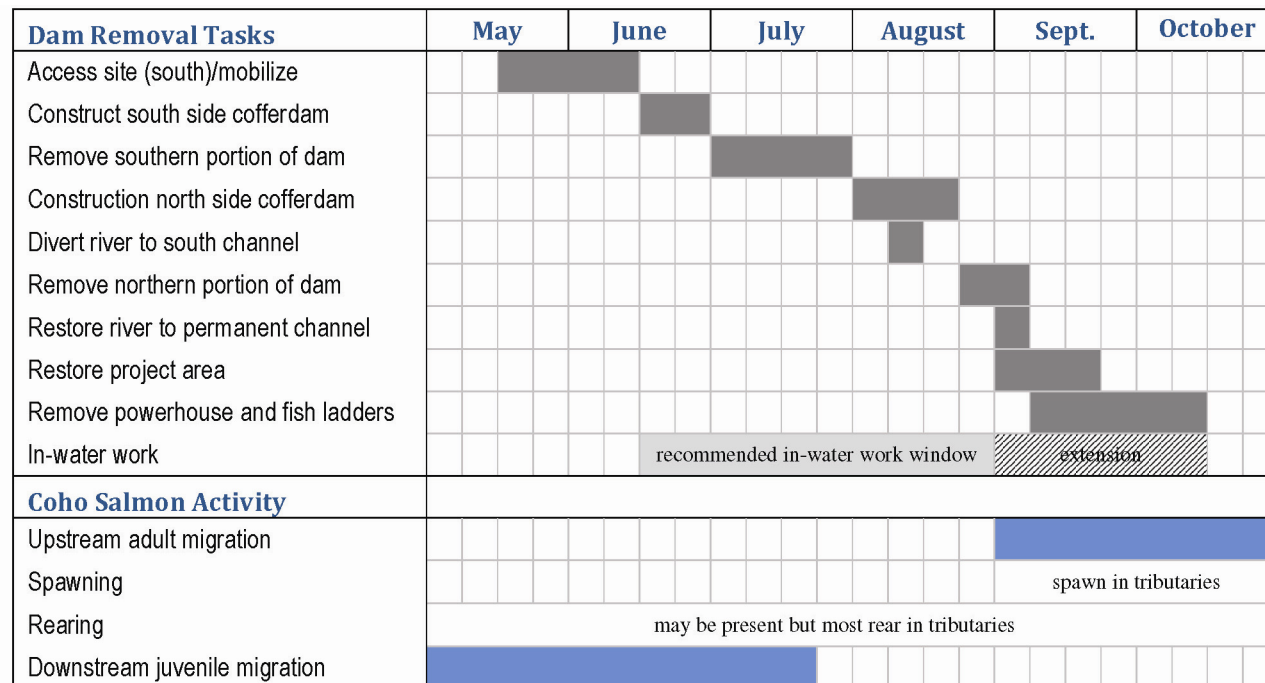 Dam Removal Tasks May June July August Sept. October
Access site (south)/mobilize
Construct south side cofferdam
Remove southern portion of dam
Construction north side cofferdam
Divert river to south channel
Remove northern portion of dam
Restore river to permanent channel
Restore project area
Remove powerhouse and fish ladders
In-water work recommended in-water work window extension
Coho Salmon Activity
Upstream adult migration
Spawning spawn in tributaries
Rearing may be present but most rear in tributaries
Downstream juvenile migration